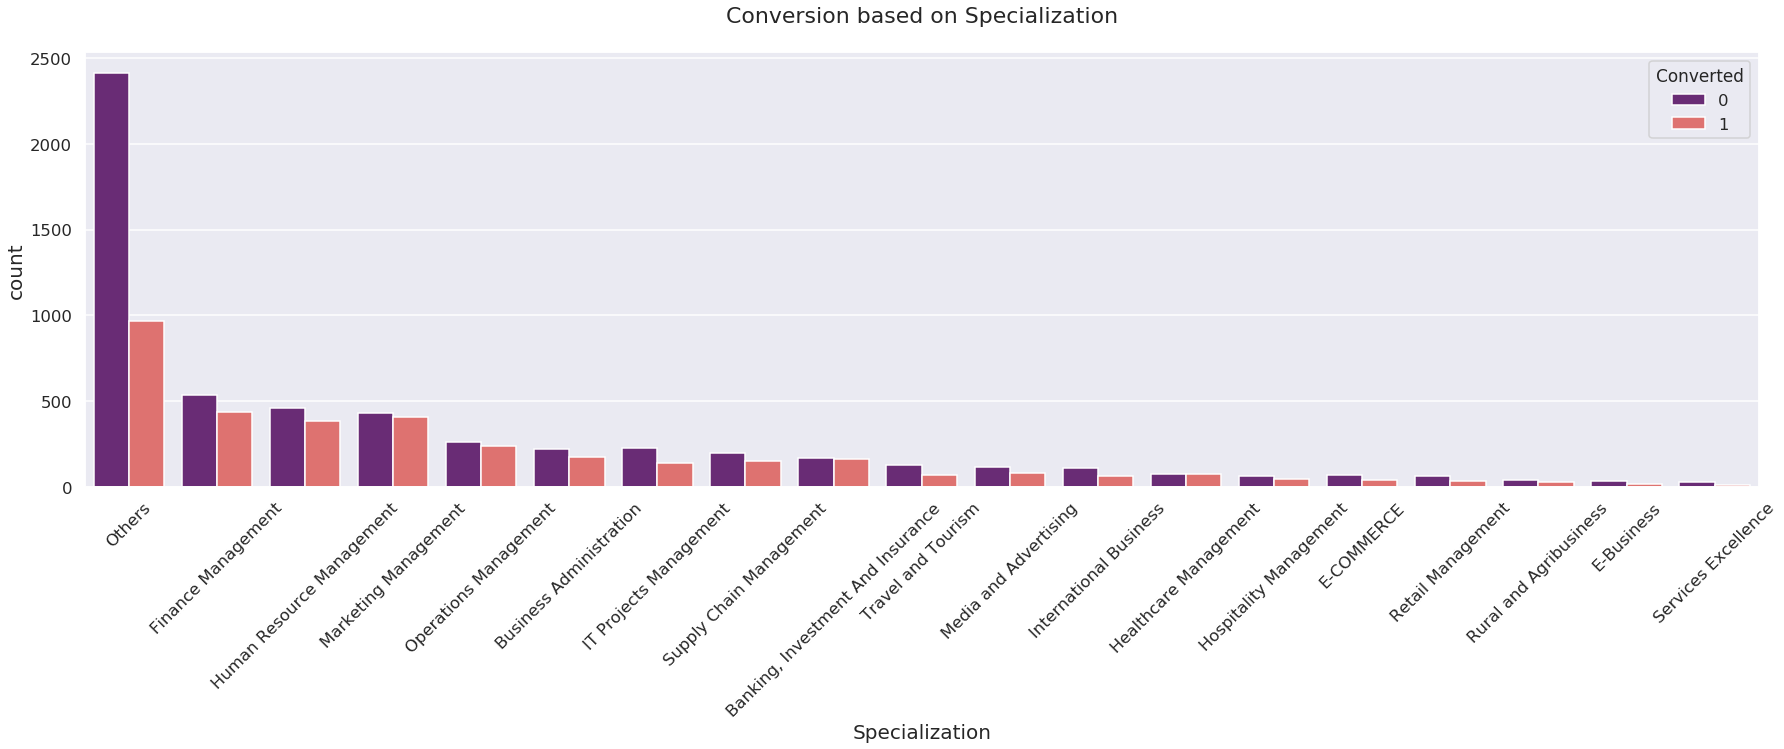 Conversion based on Specialization
2500
2000
1500
1000
500
0
count
Converted
0
1
Others
Finance Management
Human Resource Management
Marketing Management
Operations Management
Business Administration
IT Projects Management
Supply Chain Management
Banking, Investment And Insurance
Travel and Tourism
Media and Advertising
International Business
Healthcare Management
Hospitality Management
E-COMMERCE
Retail Management
Rural and Agribusiness
E-Business
Services Excellence
Specialization